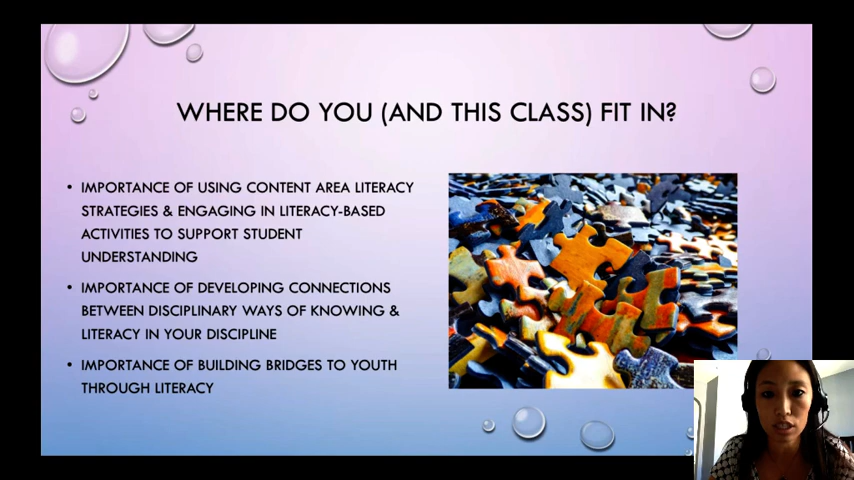 WHERE DO YOU (AND THIS CLASS) FIT IN?
• IMPORTANCE OF USING CONTENT AREA LITERACY
STRATEGIES & ENGAGING IN LITERACY-BASED
ACTIVITIES TO SUPPORT STUDENT
UNDERSTANDING
• IMPORTANCE OF DEVELOPING CONNECTIONS
BETWEEN DISCIPLINARY WAYS OF KNOWING &
LITERACY IN YOUR DISCIPLINE
• IMPORTANCE OF BUILDING BRIDGES TO YOUTH
THROUGH LITERACY